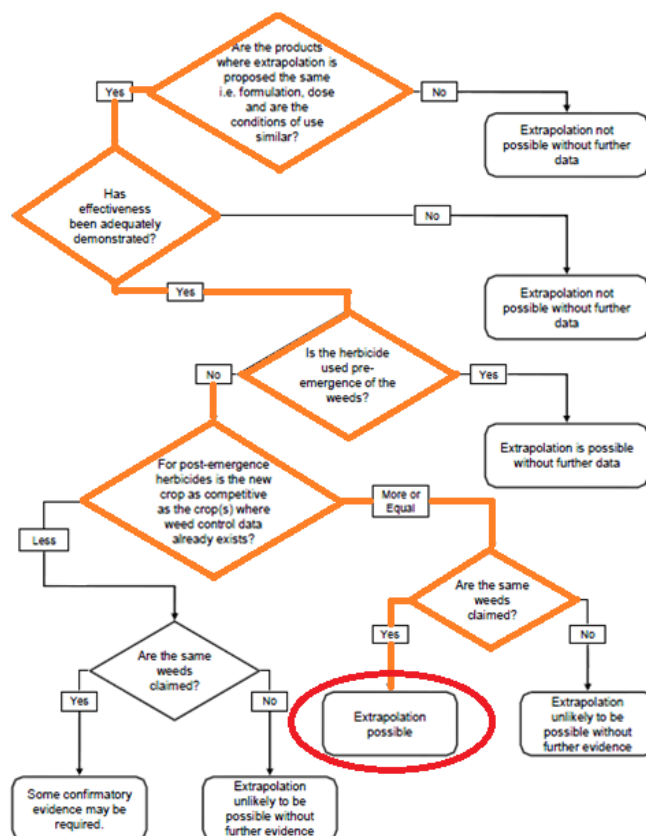 Are the products
where extrapolation is
proposed the same
i.e. formulation, dose
and are the
conditions of use
similar?
Yes
No
Extrapolation not
possible without further
data
Has
effectiveness
been adequately
demonstrated?
No
Yes
Extrapolation not
possible without further
data
Is the herbicide
used pre-
emergence of the
weeds?
No
Yes
Extrapolation is possible
without further data
For post-emergence
herbicides is the new
crop as competitive
as the crop(s) where
weed control data
already exists?
More or
Equal
Less
Are the same
weeds
claimed?
Yes
No
Are the same
weeds
claimed?
Yes
No
Extrapolation
possible
Extrapolation
unlikely to be
possible without
further evidence
Some confirmatory
evidence may be
required.
Extrapolation
unlikely to be
possible without
further evidence